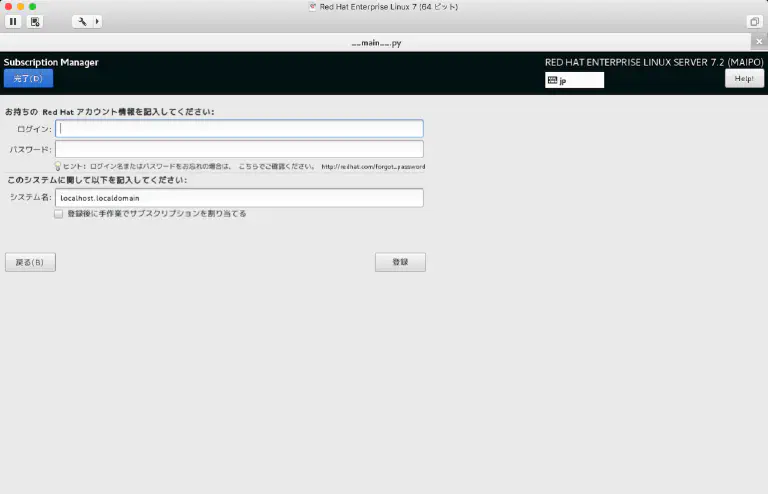 Red Hat Enterprise Linux 7 (64 ビット)
__main__.py
Subscription Manager
RED HAT ENTERPRISE LINUX SERVER 7.2 (MAIPO)
完了(D)
jp
Help!
お持ちの Red Hat アカウント情報を記入してください:
ログイン:
パスワード:
ヒント: ログイン名またはパスワードをお忘れの場合は、 こちらでご確認ください。 http://redhat.com/forgot_password
このシステムに関して以下を記入してください:
システム名: localhost.localdomain
登録後に手作業でサブスクリプションを割り当てる
戻る(B)
登録